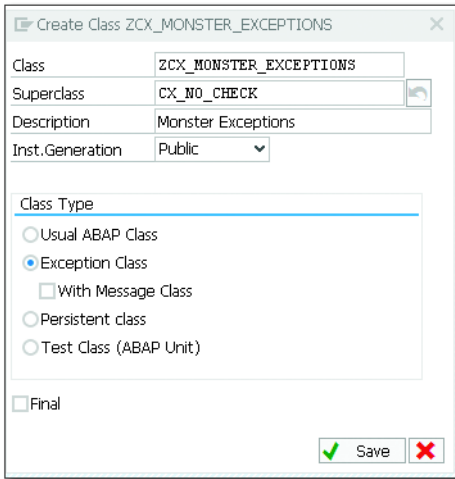 Create Class ZCX_MONSTER_EXCEPTIONS
Class ZCX_MONSTER_EXCEPTIONS
Superclass CX_NO_CHECK
Description Monster Exceptions
Inst.Generation Public
Class Type
Usual ABAP Class
Exception Class
With Message Class
Persistent class
Test Class (ABAP Unit)
Final
Save